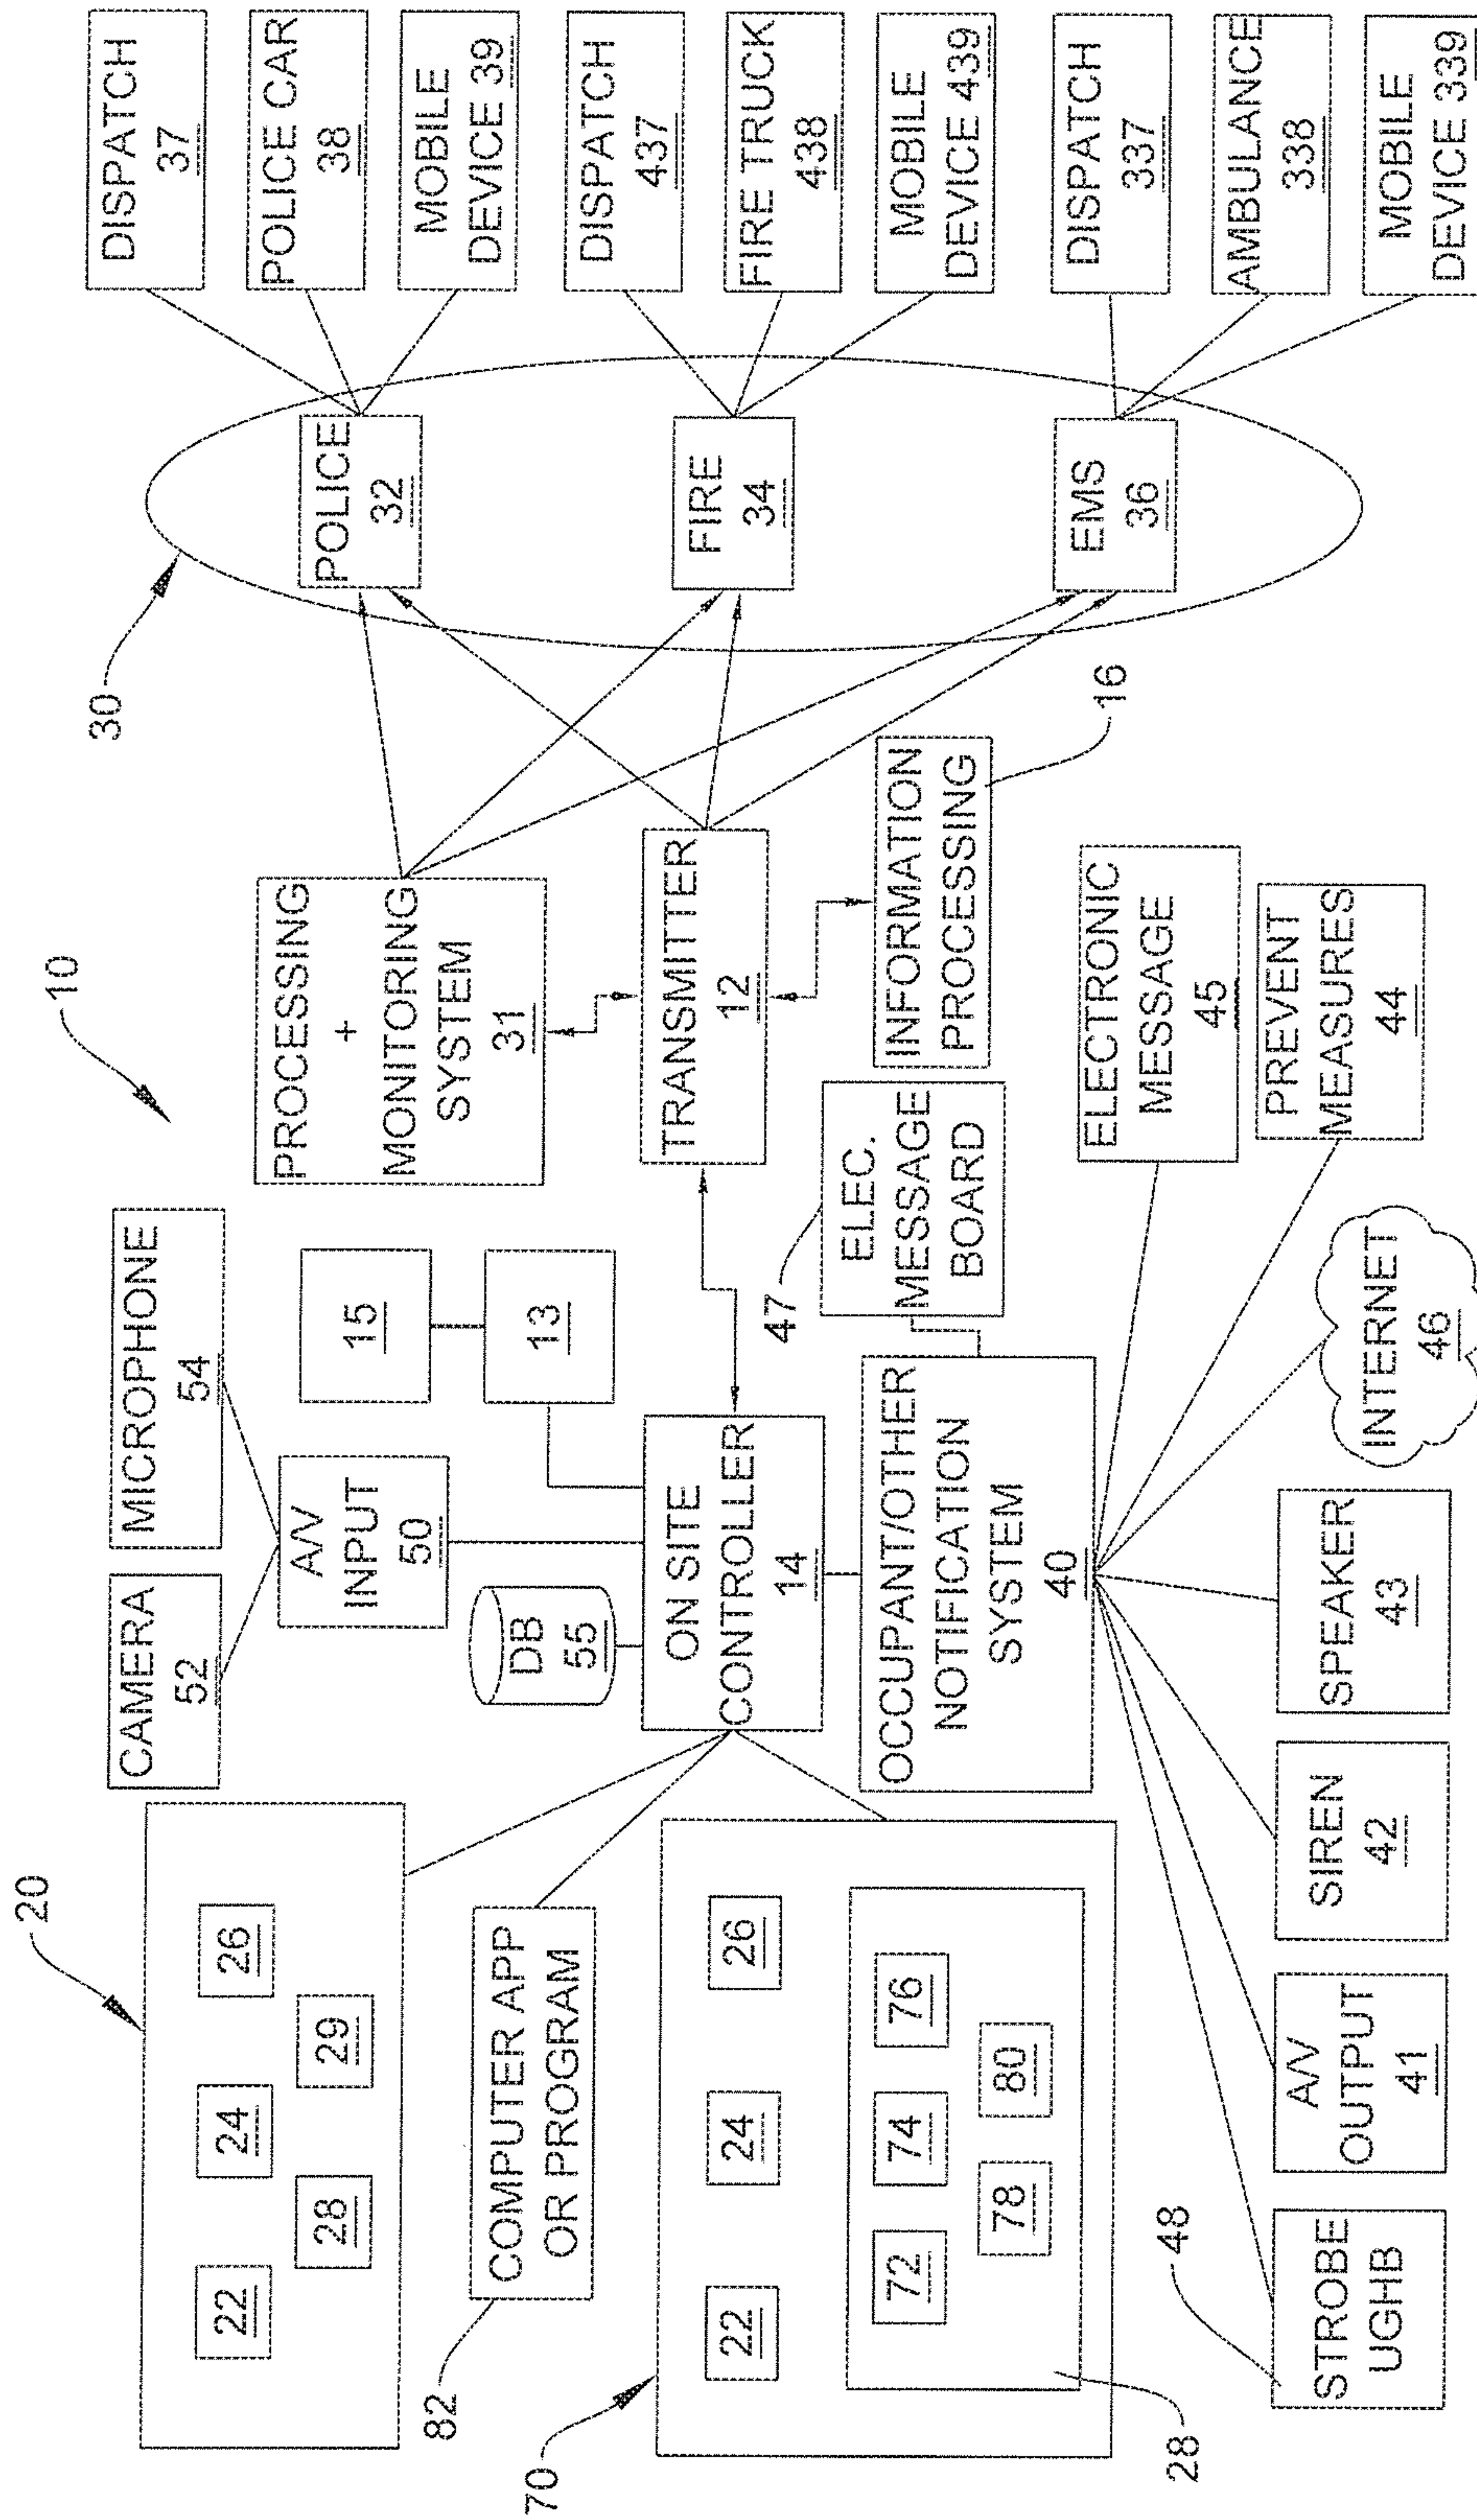 20
22
24
26
28
29
CAMERA
52
MICROPHONE
54
A/V
INPUT
50
DB
55
15
13
10
PROCESSING
+
MONITORING
SYSTEM
31
30
POLICE
32
FIRE
34
EMS
36
DISPATCH
37
POLICE CAR
38
MOBILE
DEVICE 39
DISPATCH
437
FIRE TRUCK
438
MOBILE
DEVICE 439
DISPATCH
337
AMBULANCE
338
MOBILE
DEVICE 339
82
COMPUTER APP
OR PROGRAM
ON SITE
CONTROLLER
14
TRANSMITTER
12
INFORMATION
PROCESSING
16
47
ELEC.
MESSAGE
BOARD
70
22
24
26
72
74
76
78
80
28
OCCUPANT/OTHER
NOTIFICATION
SYSTEM
40
ELECTRONIC
MESSAGE
45
PREVENT
MEASURES
44
48
STROBE
UGHB
A/V
OUTPUT
41
SIREN
42
SPEAKER
43
INTERNET
46